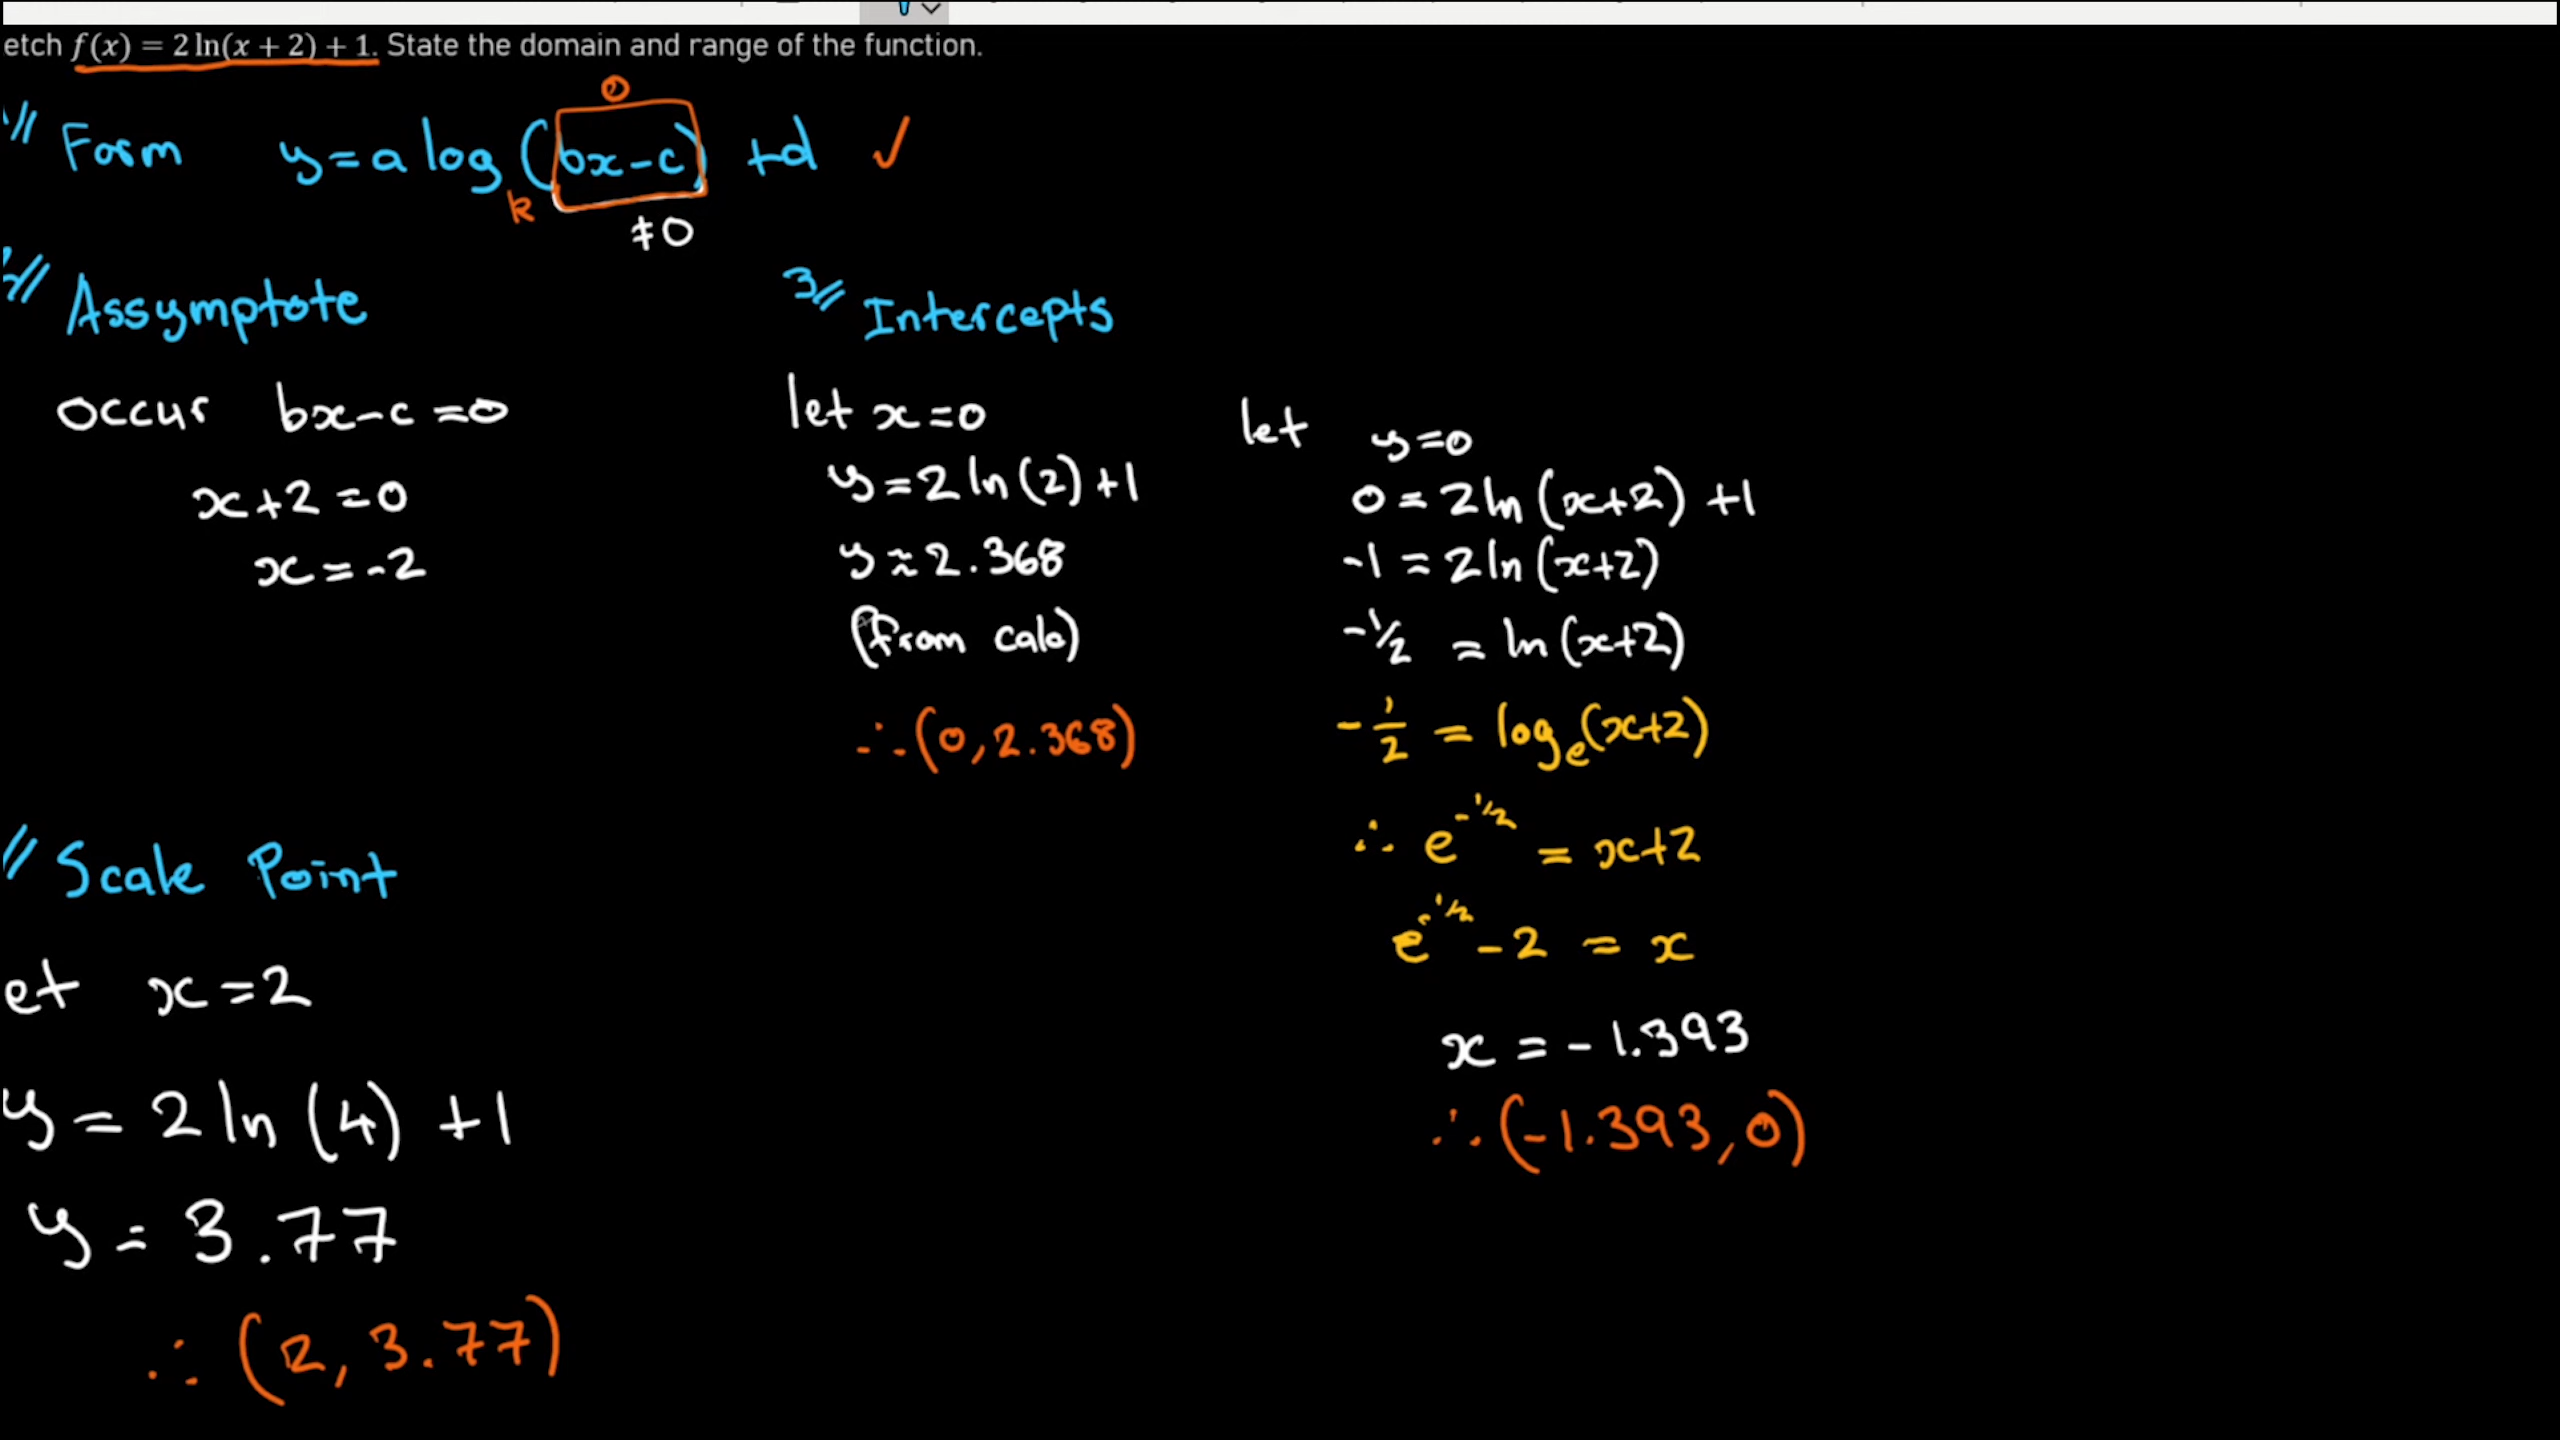 etch f(x) = 2 ln(x + 2) + 1. State the domain and range of the function.
1// Form y = a log_k (bx - c) + d ✓
0
≠0
2// Assymptote
occur bx - c = 0
x + 2 = 0
x = -2
3// Intercepts
let x = 0
y = 2 ln (2) + 1
y ≈ 2.368
(from calc)
∴ (0, 2.368)
let y = 0
0 = 2 ln (x+2) + 1
-1 = 2 ln (x+2)
-1/2 = ln (x+2)
-1/2 = log_e (x+2)
∴ e^-1/2 = x+2
e^-1/2 - 2 = x
x = -1.393
∴ (-1.393, 0)
// Scale Point
et x = 2
y = 2 ln (4) + 1
y = 3.77
∴ (2, 3.77)